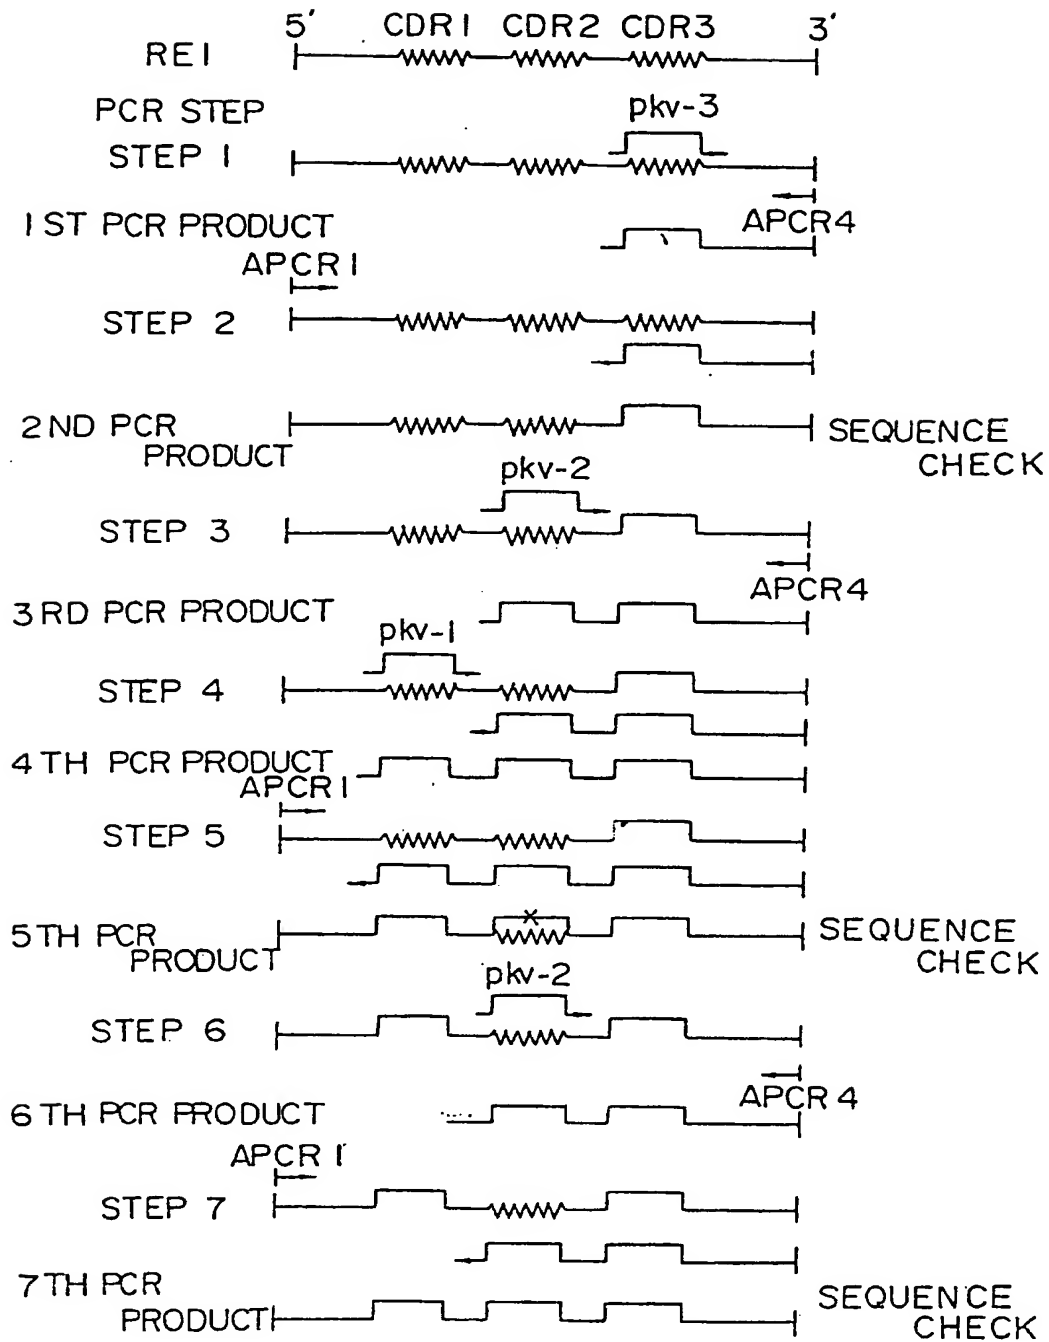 5' CDR1 CDR2 CDR3 3'
REI
PCR STEP
pkv-3
STEP 1
APCR4
1ST PCR PRODUCT
APCR1
STEP 2
2ND PCR PRODUCT
SEQUENCE CHECK
pkv-2
STEP 3
APCR4
3RD PCR PRODUCT
pkv-1
STEP 4
4TH PCR PRODUCT
APCR1
STEP 5
x
5TH PCR PRODUCT
SEQUENCE CHECK
pkv-2
STEP 6
APCR4
6TH PCR PRODUCT
APCR1
STEP 7
7TH PCR PRODUCT
SEQUENCE CHECK